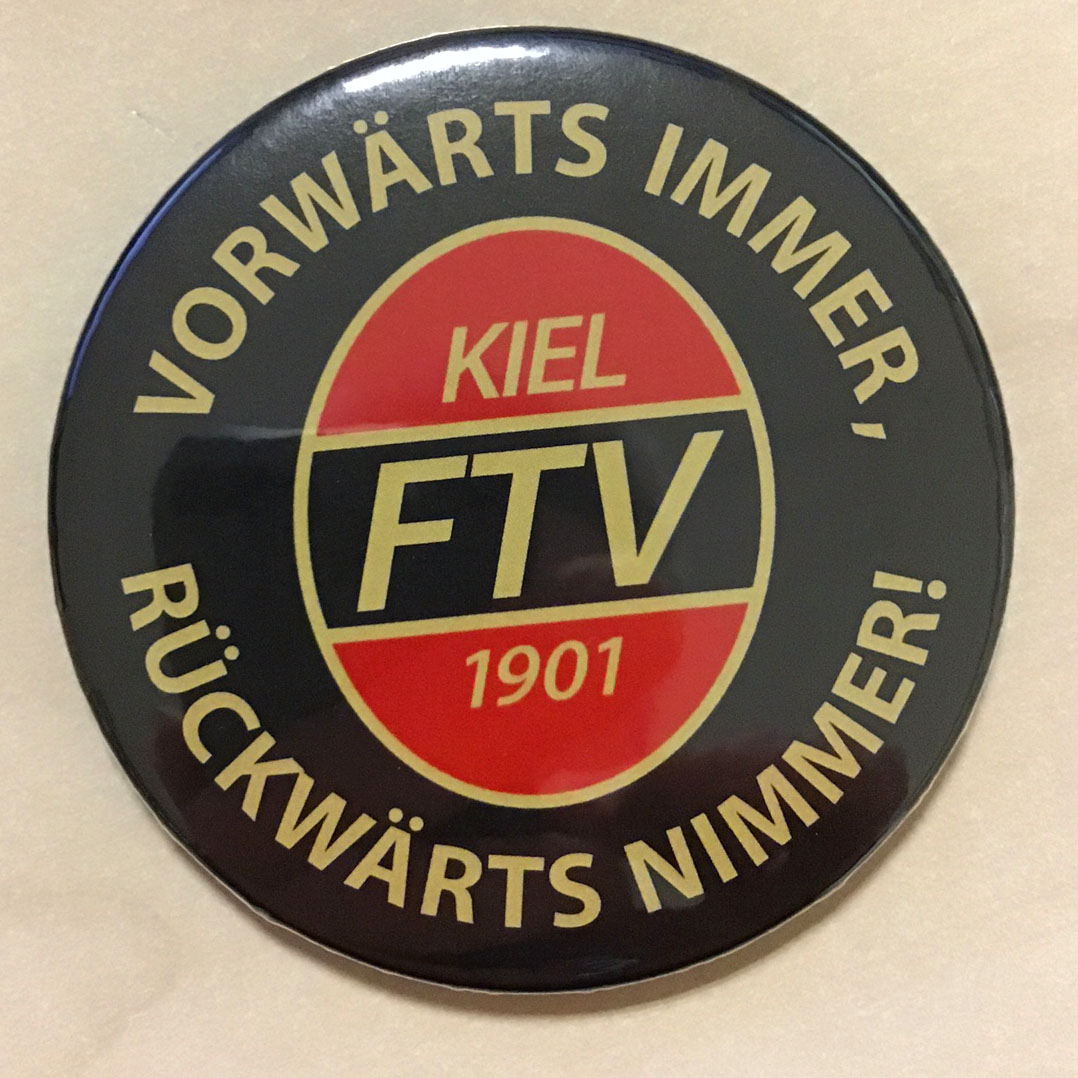 VORWÄRTS IMMER,
KIEL
FTV
1901
RÜCKWÄRTS NIMMER!